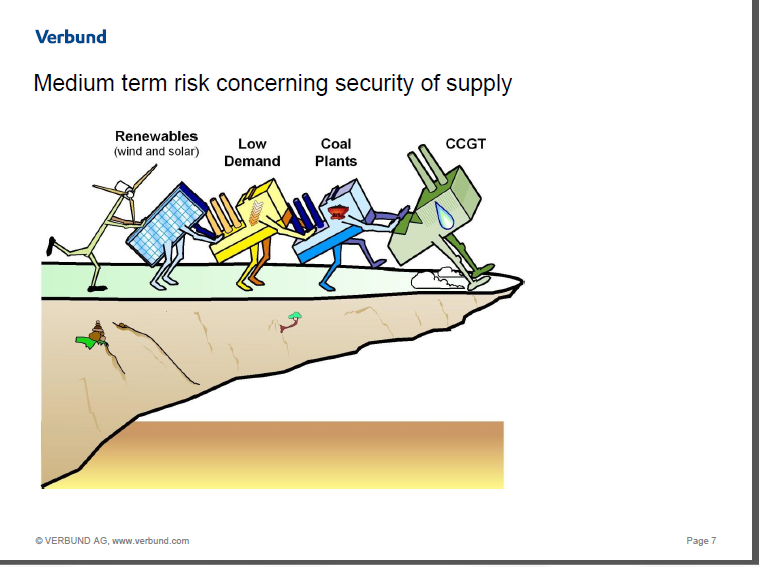 Verbund
Medium term risk concerning security of supply
Renewables
(wind and solar)
Low
Demand
Coal
Plants
CCGT
© VERBUND AG, www.verbund.com
Page 7